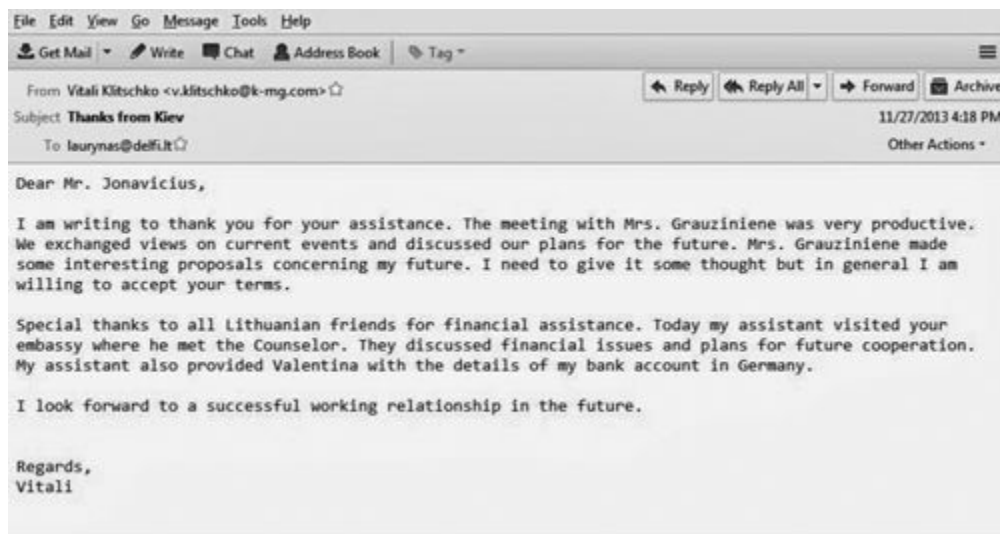 File Edit View Go Message Tools Help
Get Mail Write Chat Address Book Tag
From Vitali Klitschko <v.klitschko@k-mg.com> Reply Reply All Forward Archive
Subject Thanks from Kiev 11/27/2013 4:18 PM
To laurynas@delfi.lt Other Actions
Dear Mr. Jonavicius,
I am writing to thank you for your assistance. The meeting with Mrs. Grauziniene was very productive.
We exchanged views on current events and discussed our plans for the future. Mrs. Grauziniene made
some interesting proposals concerning my future. I need to give it some thought but in general I am
willing to accept your terms.
Special thanks to all Lithuanian friends for financial assistance. Today my assistant visited your
embassy where he met the Counselor. They discussed financial issues and plans for future cooperation.
My assistant also provided Valentina with the details of my bank account in Germany.
I look forward to a successful working relationship in the future.
Regards,
Vitali